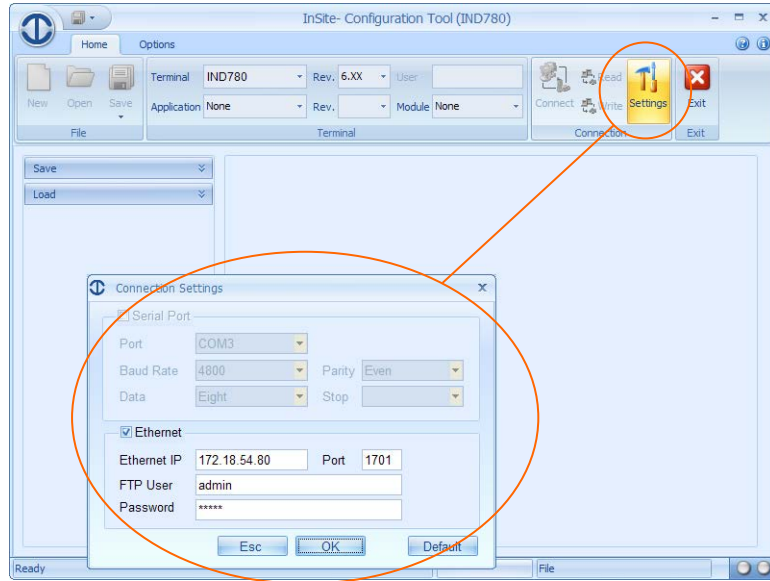 InSite- Configuration Tool (IND780)
Home Options
New Open Save
File
Terminal IND780 Rev. 6.XX User
Application None Rev. Module None
Terminal
Connect Read Write Settings
Connection
Exit
Exit
Save
Load
Connection Settings
Serial Port
Port COM3
Baud Rate 4800 Parity Even
Data Eight Stop
Ethernet
Ethernet IP 172.18.54.80 Port 1701
FTP User admin
Password *****
Esc OK Default
Ready File